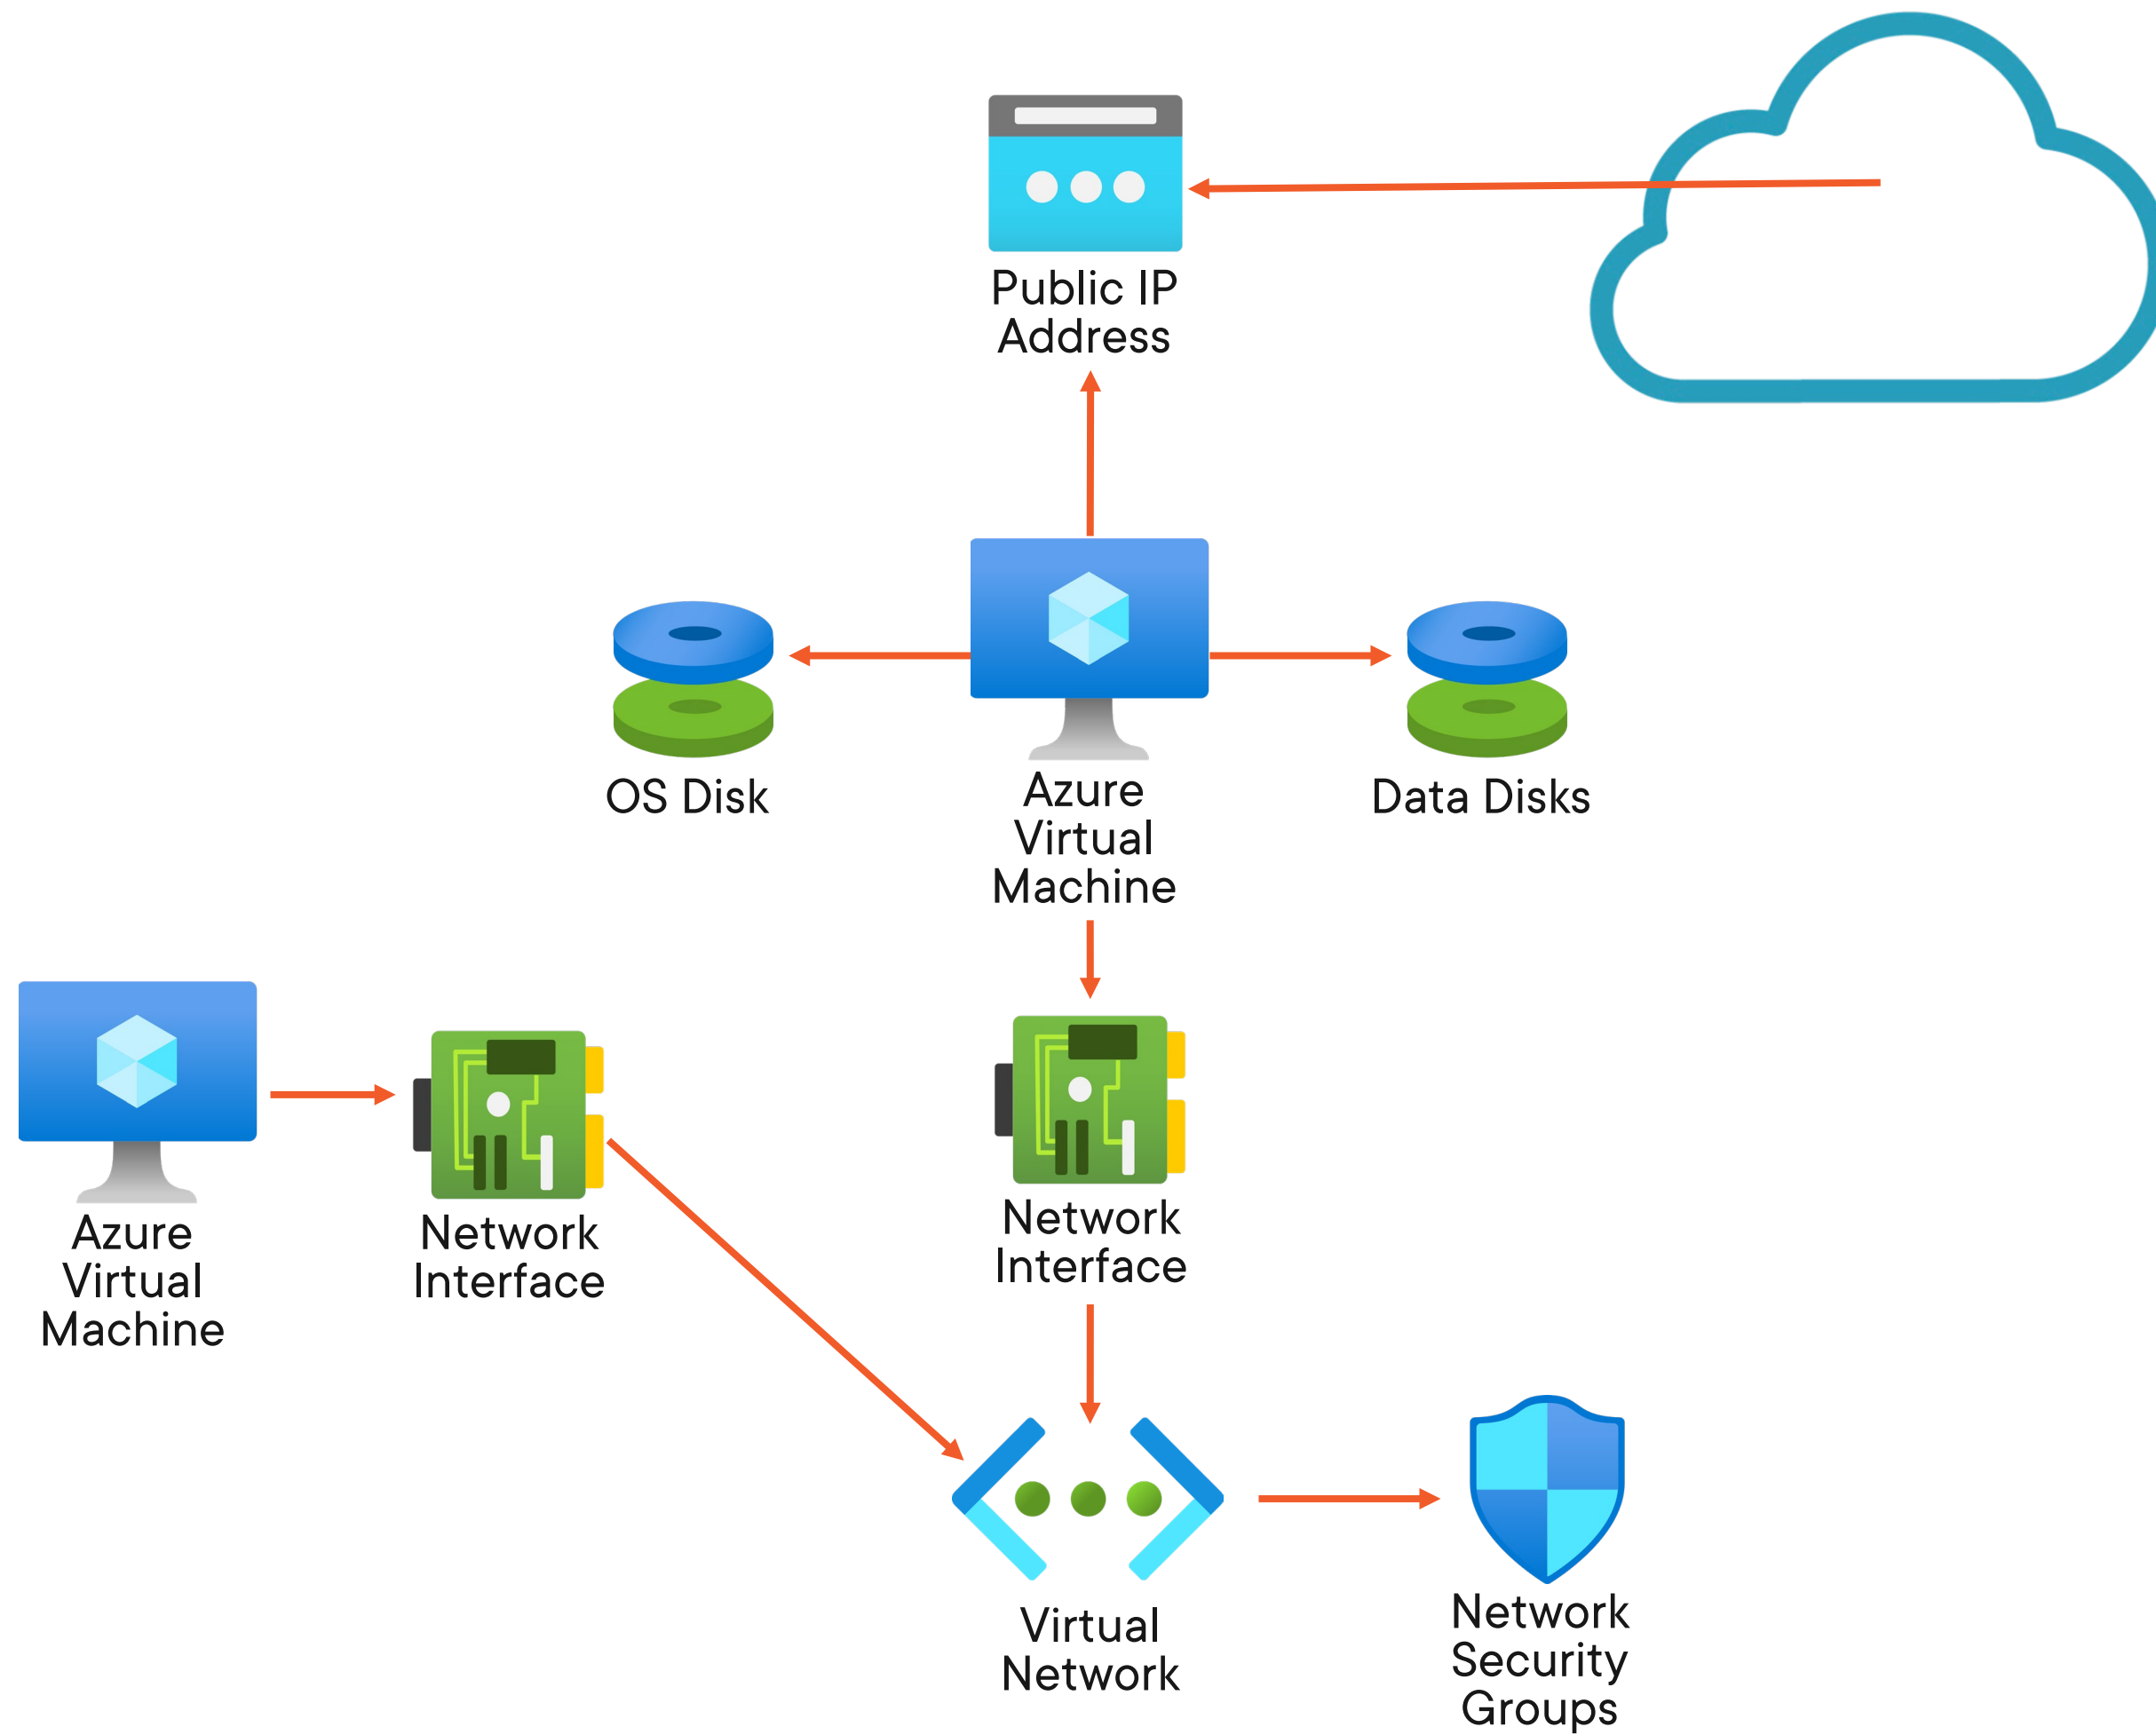 Public IP
Address
OS Disk
Azure
Virtual
Machine
Data Disks
Azure
Virtual
Machine
Network
Interface
Network
Interface
Virtual
Network
Network
Security
Groups